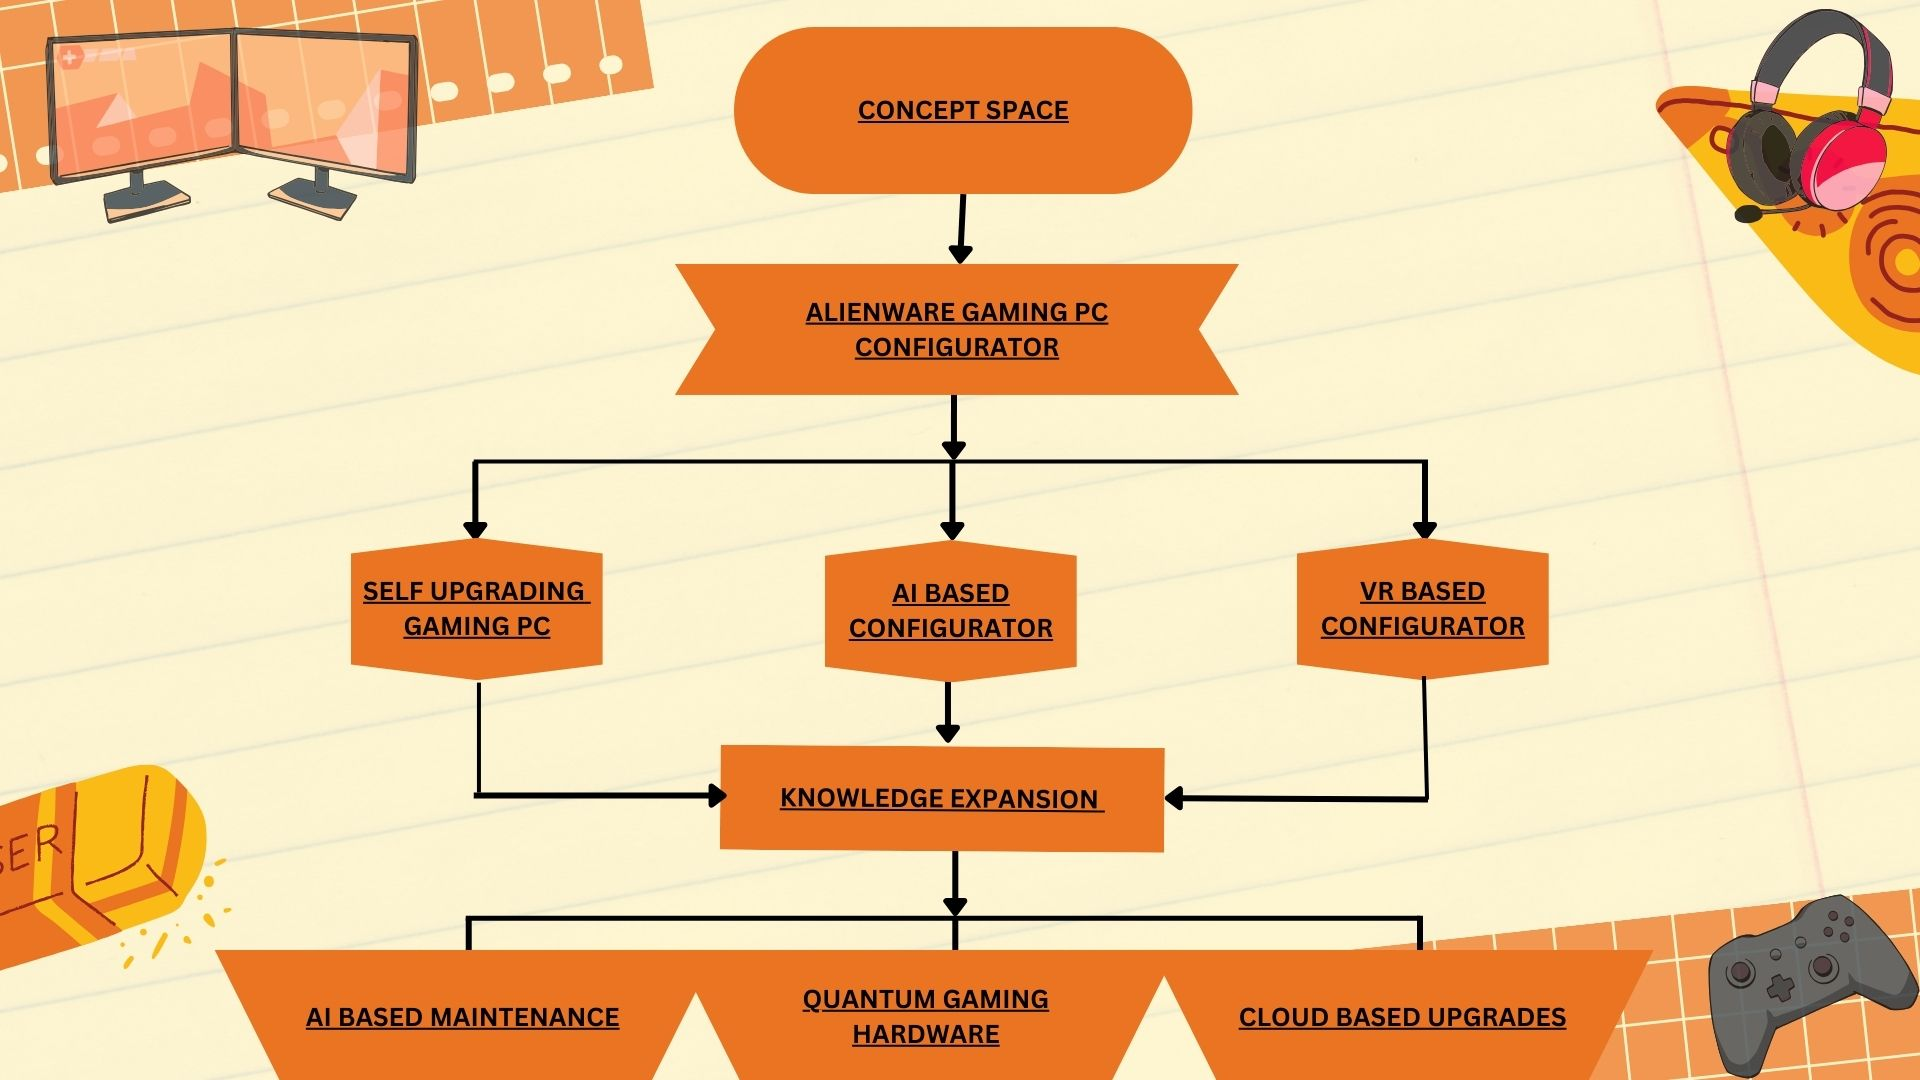 CONCEPT SPACE
ALIENWARE GAMING PC
CONFIGURATOR
SELF UPGRADING
GAMING PC
AI BASED
CONFIGURATOR
VR BASED
CONFIGURATOR
KNOWLEDGE EXPANSION
SER
AI BASED MAINTENANCE
QUANTUM GAMING
HARDWARE
CLOUD BASED UPGRADES